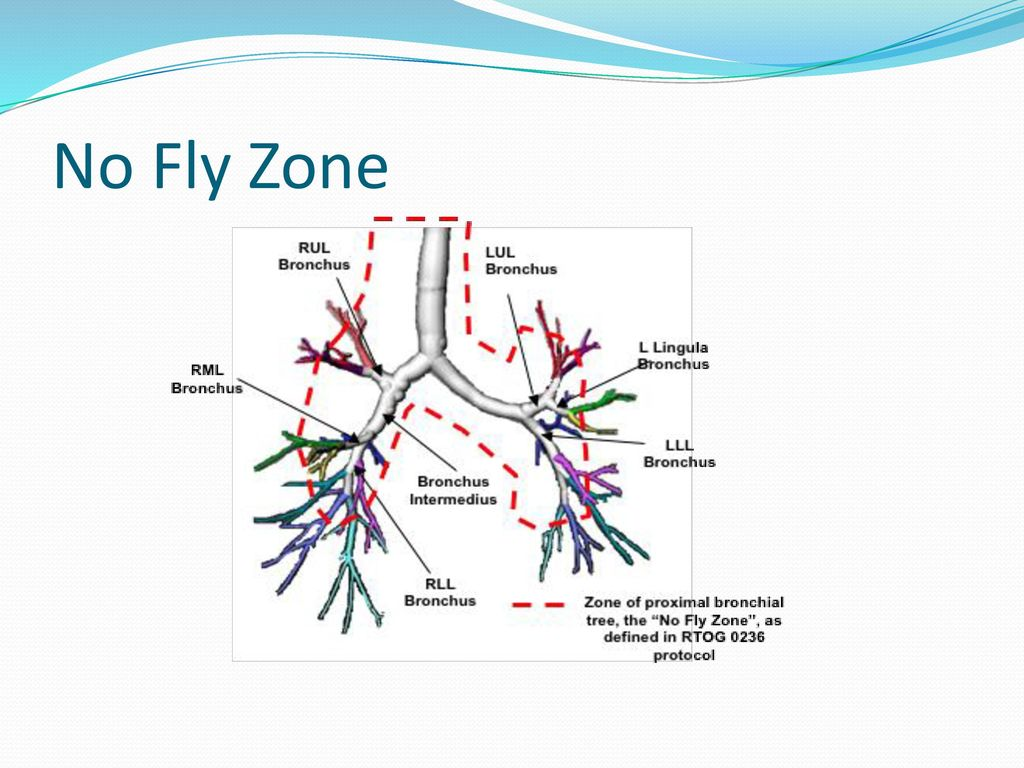 No Fly Zone
RUL
Bronchus
LUL
Bronchus
L Lingula
Bronchus
RML
Bronchus
LLL
Bronchus
Bronchus
Intermedius
RLL
Bronchus
Zone of proximal bronchial
tree, the “No Fly Zone”, as
defined in RTOG 0236
protocol